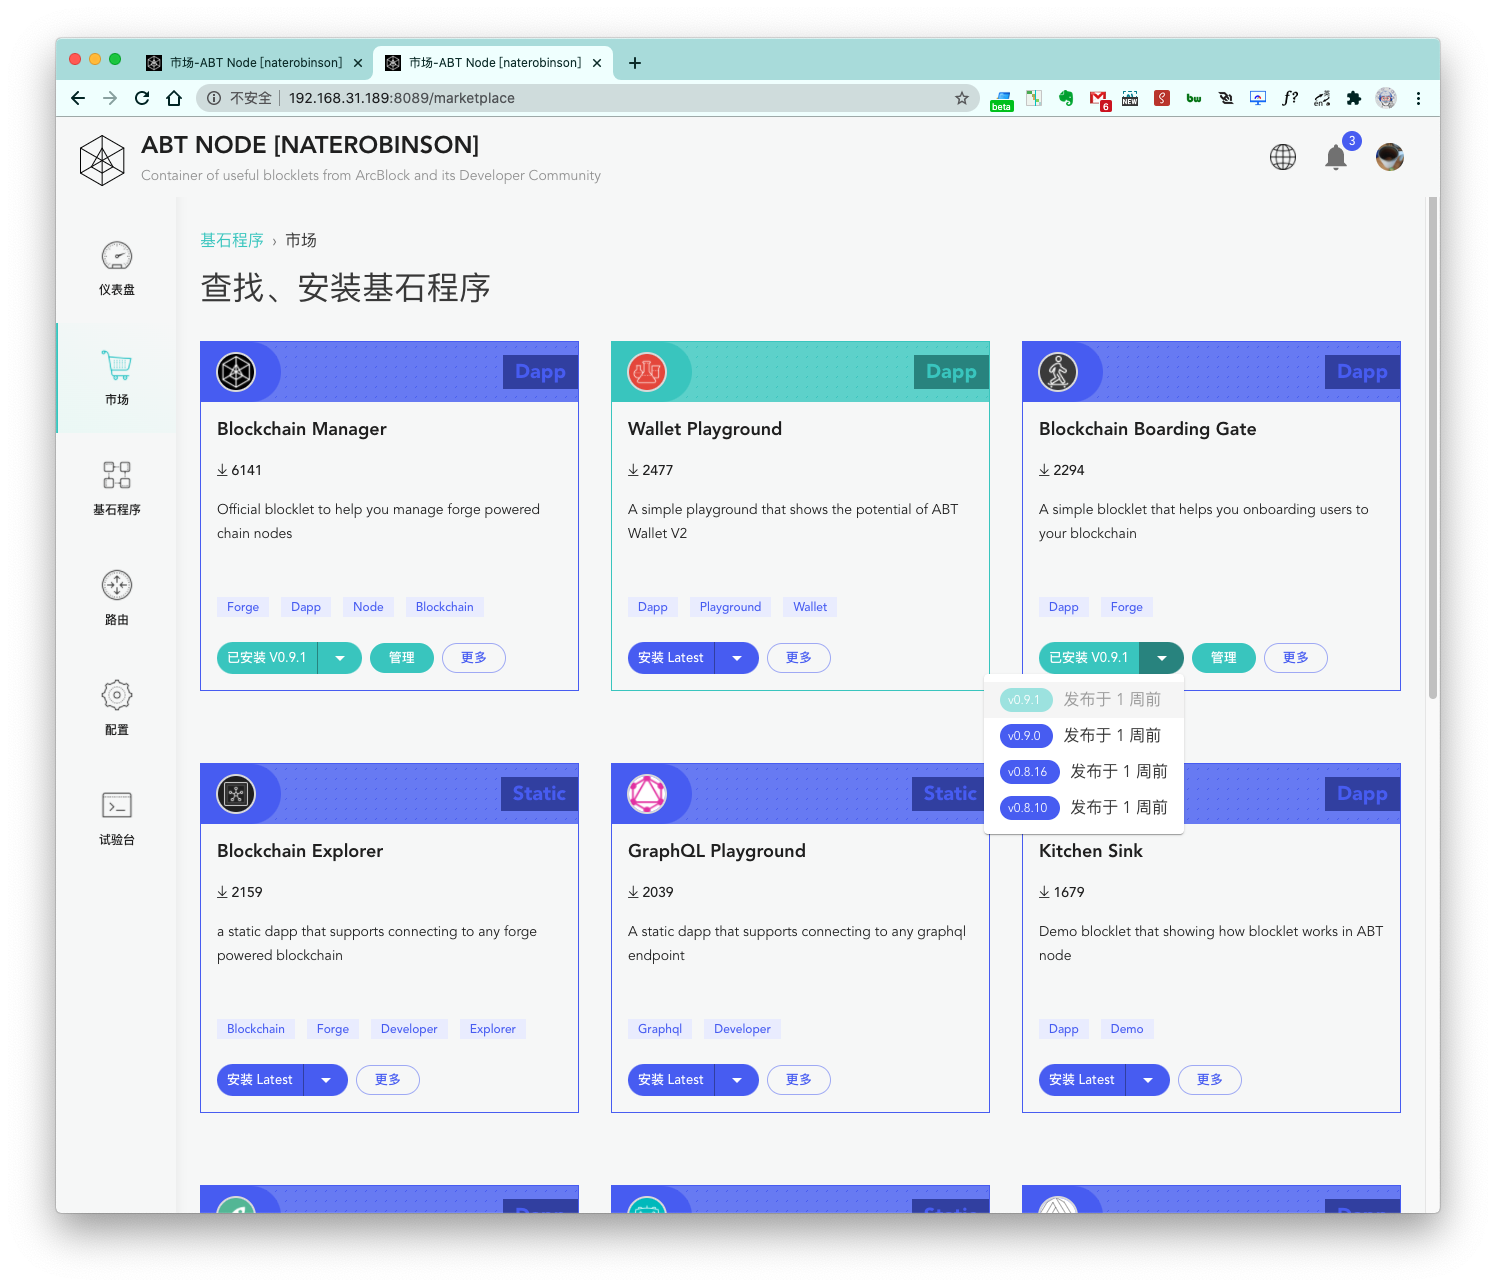 市场-ABT Node [naterobinson]
市场-ABT Node [naterobinson]
不安全
192.168.31.189:8089/marketplace
beta
6
NEW
S
bw
f?
en
ABT NODE [NATEROBINSON]
Container of useful blocklets from ArcBlock and its Developer Community
3
仪表盘
市场
基石程序
路由
配置
试验台
基石程序 › 市场
查找、安装基石程序
Dapp
Blockchain Manager
6141
Official blocklet to help you manage forge powered
chain nodes
Forge Dapp Node Blockchain
已安装 V0.9.1 管理 更多
Dapp
Wallet Playground
2477
A simple playground that shows the potential of ABT
Wallet V2
Dapp Playground Wallet
安装 Latest 更多
Dapp
Blockchain Boarding Gate
2294
A simple blocklet that helps you onboarding users to
your blockchain
Dapp Forge
已安装 V0.9.1 管理 更多
v0.9.1 发布于 1 周前
v0.9.0 发布于 1 周前
v0.8.16 发布于 1 周前
v0.8.10 发布于 1 周前
Static
Blockchain Explorer
2159
a static dapp that supports connecting to any forge
powered blockchain
Blockchain Forge Developer Explorer
安装 Latest 更多
Static
GraphQL Playground
2039
A static dapp that supports connecting to any graphql
endpoint
Graphql Developer
安装 Latest 更多
Dapp
Kitchen Sink
1679
Demo blocklet that showing how blocklet works in ABT
node
Dapp Demo
安装 Latest 更多
Dapp
Static
Dapp